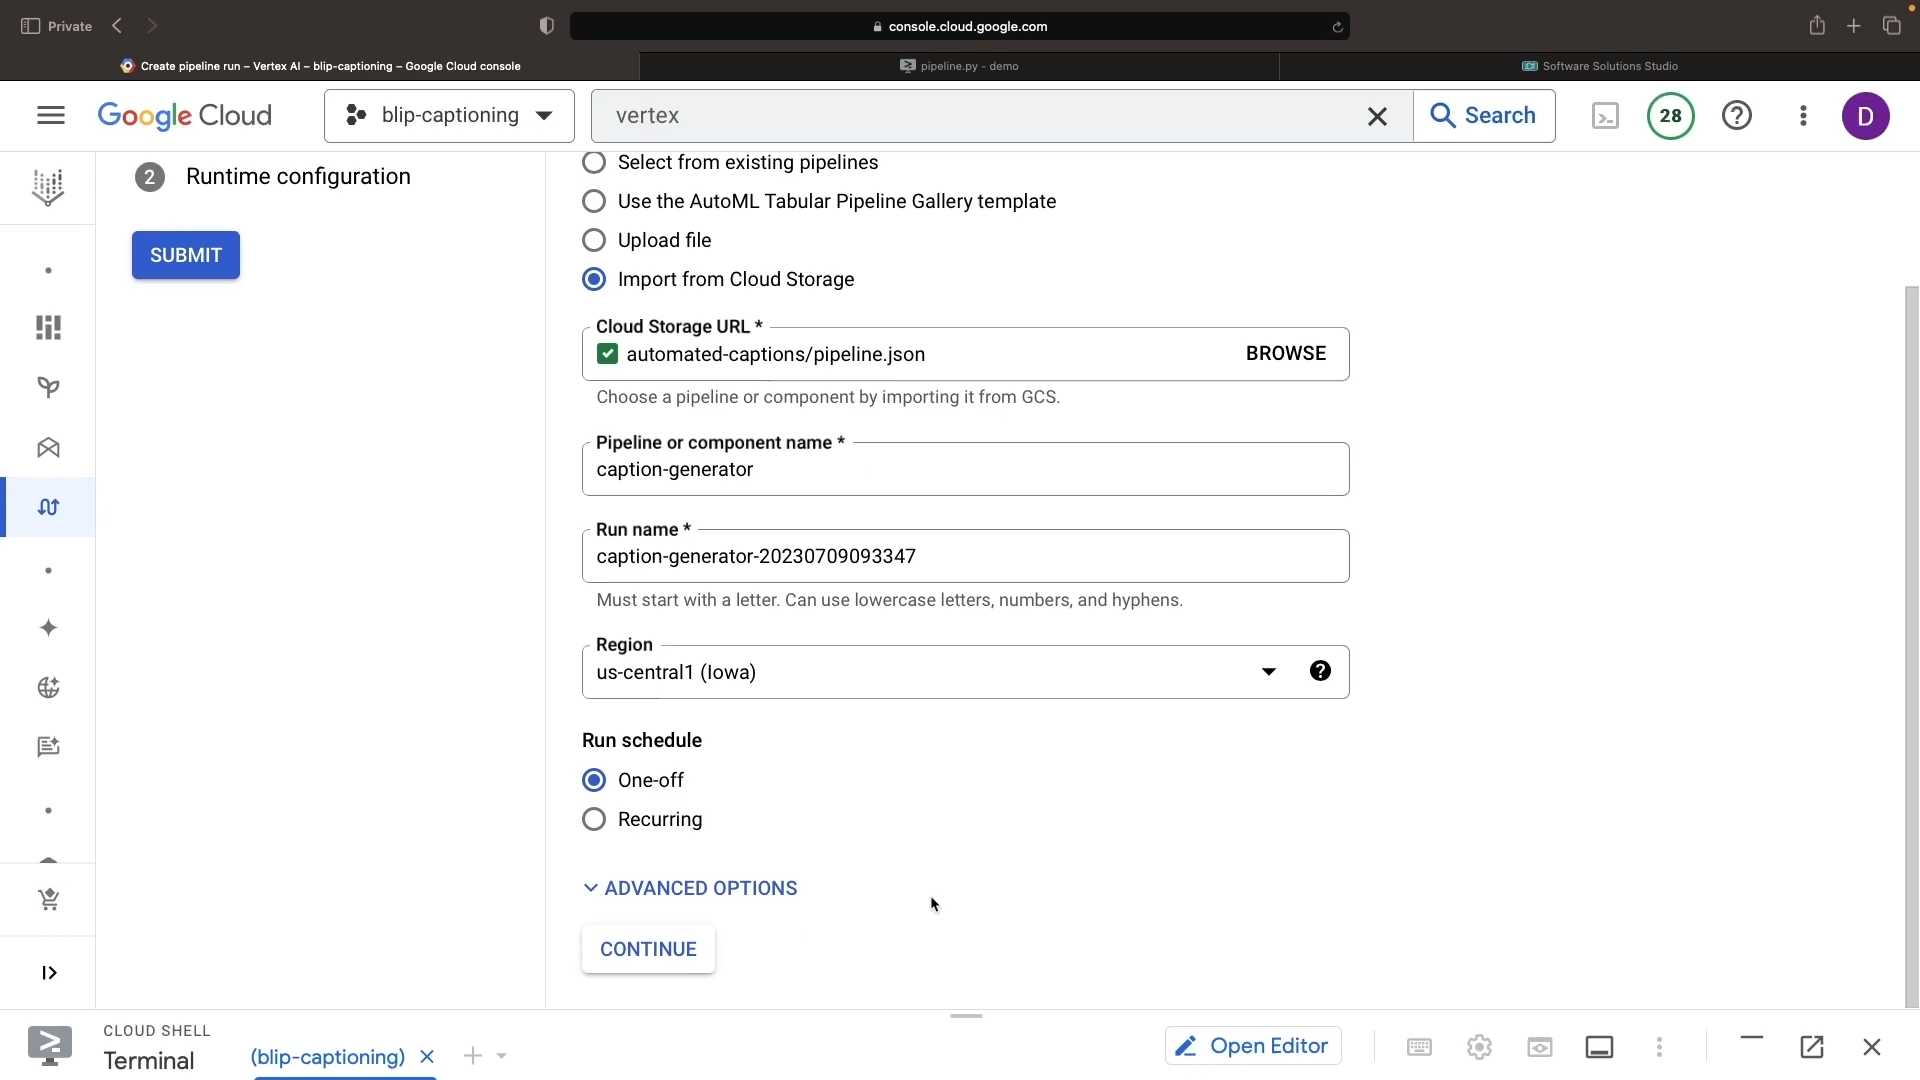 Private
console.cloud.google.com
Create pipeline run – Vertex AI – blip-captioning – Google Cloud console
pipeline.py - demo
Software Solutions Studio
Google Cloud
blip-captioning
vertex
Search
28
D
2 Runtime configuration
SUBMIT
Select from existing pipelines
Use the AutoML Tabular Pipeline Gallery template
Upload file
Import from Cloud Storage
Cloud Storage URL *
automated-captions/pipeline.json
BROWSE
Choose a pipeline or component by importing it from GCS.
Pipeline or component name *
caption-generator
Run name *
caption-generator-20230709093347
Must start with a letter. Can use lowercase letters, numbers, and hyphens.
Region
us-central1 (Iowa)
Run schedule
One-off
Recurring
ADVANCED OPTIONS
CONTINUE
CLOUD SHELL
Terminal
(blip-captioning)
Open Editor